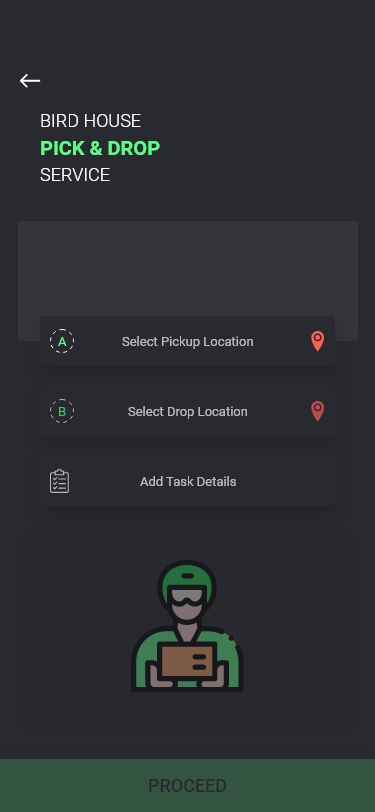 BIRD HOUSE
PICK & DROP
SERVICE
A
Select Pickup Location
B
Select Drop Location
Add Task Details
PROCEED